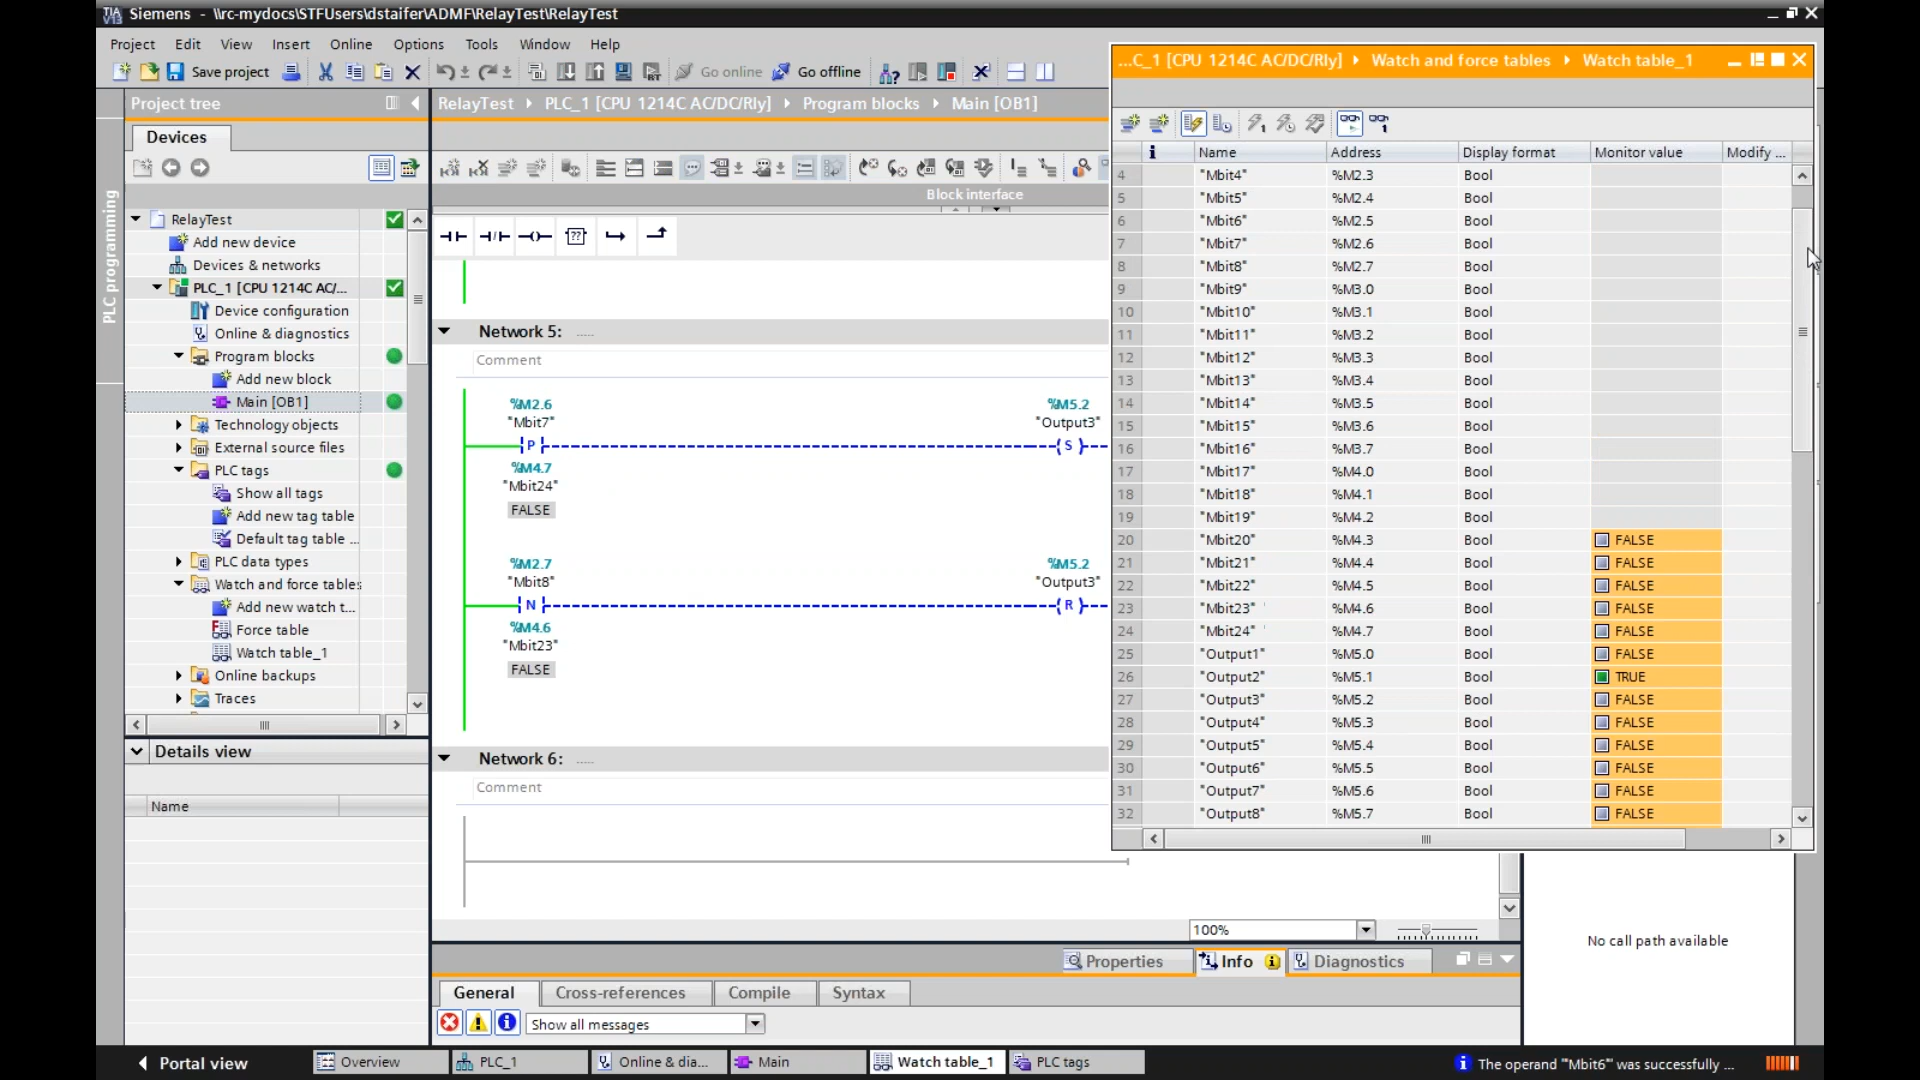 Siemens - \\rc-mydocs\STFUsers\dstaifer\ADMF\RelayTest\RelayTest
Project Edit View Insert Online Options Tools Window Help
Save project Go online Go offline
Project tree
RelayTest PLC_1 [CPU 1214C AC/DC/Rly] Program blocks Main [OB1]
Devices
PLC programming
Block interface
RelayTest
Add new device
Devices & networks
PLC_1 [CPU 1214C AC/...
Device configuration
Online & diagnostics
Program blocks
Add new block
Main [OB1]
Technology objects
External source files
PLC tags
Show all tags
Add new tag table
Default tag table ...
PLC data types
Watch and force tables
Add new watch t...
Force table
Watch table_1
Online backups
Traces
Details view
Name
Network 5: .....
Comment
%M2.6
"Mbit7"
P
%M4.7
"Mbit24"
FALSE
%M5.2
"Output3"
S
%M2.7
"Mbit8"
N
%M4.6
"Mbit23"
FALSE
%M5.2
"Output3"
R
Network 6: .....
Comment
...C_1 [CPU 1214C AC/DC/Rly] Watch and force tables Watch table_1
i Name Address Display format Monitor value Modify ...
4 "Mbit4" %M2.3 Bool
5 "Mbit5" %M2.4 Bool
6 "Mbit6" %M2.5 Bool
7 "Mbit7" %M2.6 Bool
8 "Mbit8" %M2.7 Bool
9 "Mbit9" %M3.0 Bool
10 "Mbit10" %M3.1 Bool
11 "Mbit11" %M3.2 Bool
12 "Mbit12" %M3.3 Bool
13 "Mbit13" %M3.4 Bool
14 "Mbit14" %M3.5 Bool
15 "Mbit15" %M3.6 Bool
16 "Mbit16" %M3.7 Bool
17 "Mbit17" %M4.0 Bool
18 "Mbit18" %M4.1 Bool
19 "Mbit19" %M4.2 Bool
20 "Mbit20" %M4.3 Bool FALSE
21 "Mbit21" %M4.4 Bool FALSE
22 "Mbit22" %M4.5 Bool FALSE
23 "Mbit23" %M4.6 Bool FALSE
24 "Mbit24" %M4.7 Bool FALSE
25 "Output1" %M5.0 Bool FALSE
26 "Output2" %M5.1 Bool TRUE
27 "Output3" %M5.2 Bool FALSE
28 "Output4" %M5.3 Bool FALSE
29 "Output5" %M5.4 Bool FALSE
30 "Output6" %M5.5 Bool FALSE
31 "Output7" %M5.6 Bool FALSE
32 "Output8" %M5.7 Bool FALSE
100%
No call path available
Properties Info Diagnostics
General Cross-references Compile Syntax
Show all messages
Portal view Overview PLC_1 Online & dia... Main Watch table_1 PLC tags The operand '"Mbit6"' was successfully ...